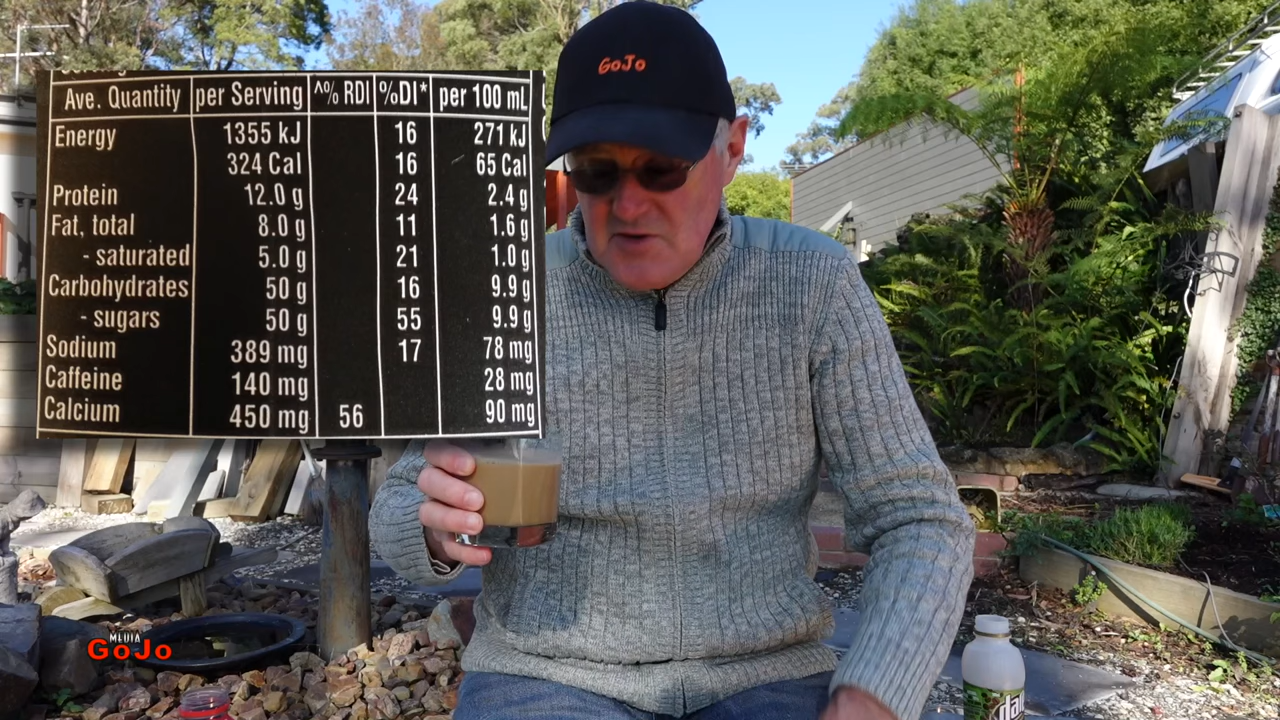 Ave. Quantity per Serving ^% RDI %DI* per 100 mL
Energy 1355 kJ 16 271 kJ
324 Cal 16 65 Cal
Protein 12.0 g 24 2.4 g
Fat, total 8.0 g 11 1.6 g
- saturated 5.0 g 21 1.0 g
Carbohydrates 50 g 16 9.9 g
- sugars 50 g 55 9.9 g
Sodium 389 mg 17 78 mg
Caffeine 140 mg 28 mg
Calcium 450 mg 56 90 mg
GoJo
MEDIA
GoJo